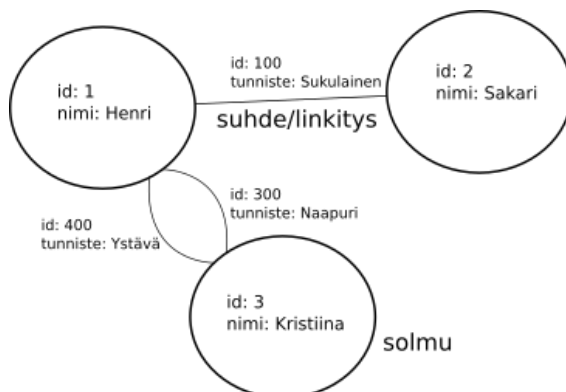 id: 1
nimi: Henri
id: 100
tunniste: Sukulainen
suhde/linkitys
id: 2
nimi: Sakari
id: 400
tunniste: Ystävä
id: 300
tunniste: Naapuri
id: 3
nimi: Kristiina
solmu